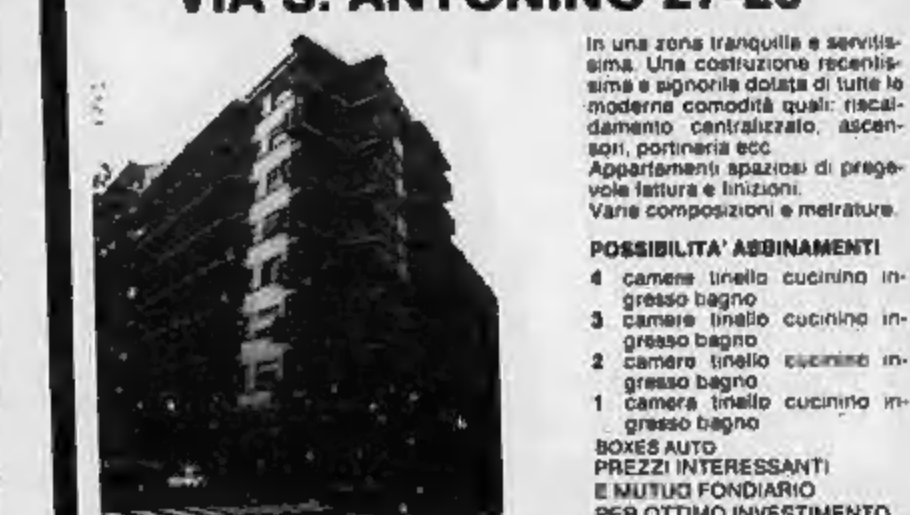 VIA S. ANTONINO 27-29
In una zona tranquilla e servitis-
sima. Una costruzione recentis-
sima e signorile dotata di tutte le
moderne comodità quali: riscal-
damento centralizzato, ascen-
sori, portineria ecc
Appartamenti spaziosi di prege-
vole fattura e finizioni.
Varie composizioni e metrature.
POSSIBILITA' ABBINAMENTI
4 camere tinello cucinino in-
gresso bagno
3 camere tinello cucinino in-
gresso bagno
2 camere tinello cucinino in-
gresso bagno
1 camera tinello cucinino in-
gresso bagno
BOXES AUTO
PREZZI INTERESSANTI
E MUTUO FONDIARIO
PER OTTIMO INVESTIMENTO